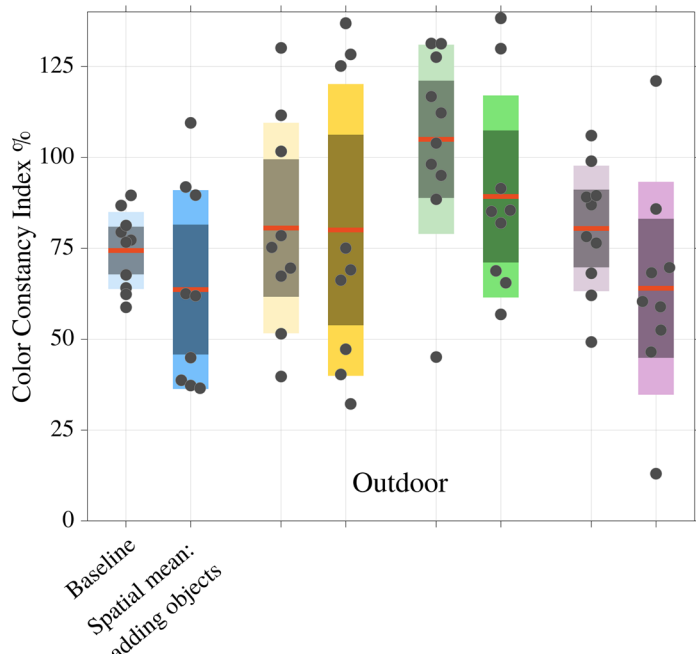 Color Constancy Index %
125
100
75
50
25
0
Outdoor
Baseline
Spatial mean:
adding objects